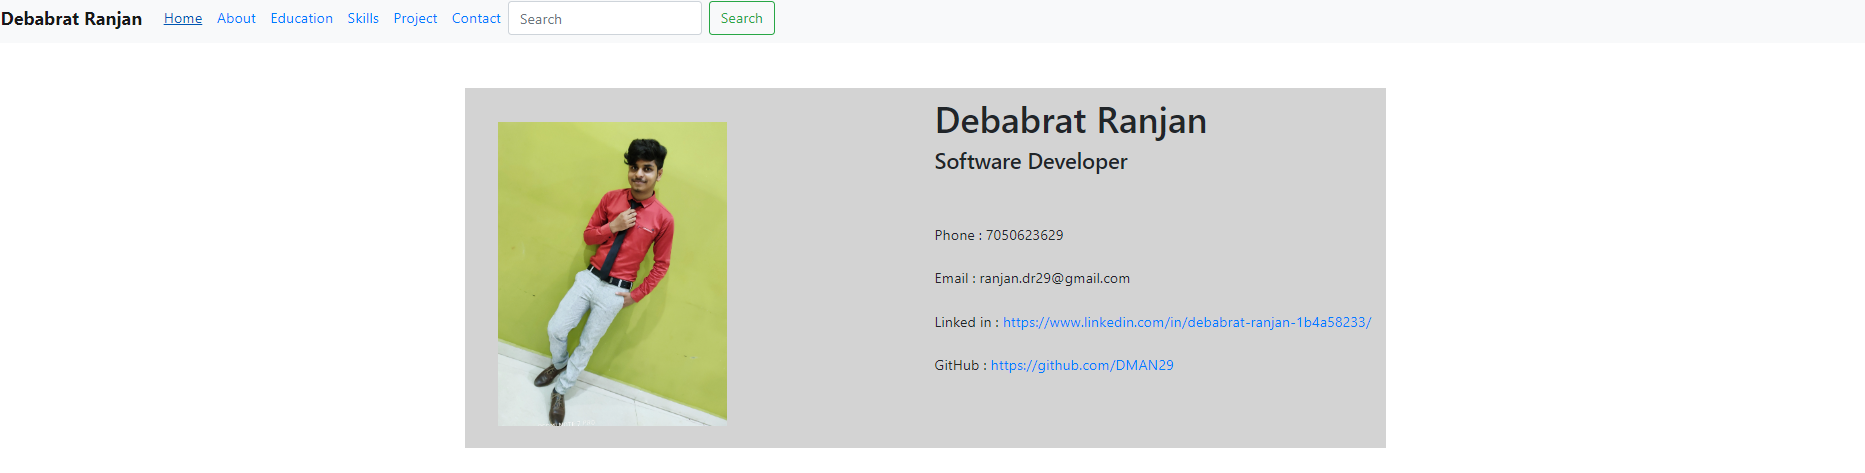 Debabrat Ranjan Home About Education Skills Project Contact Search Search
Debabrat Ranjan
Software Developer
Phone : 7050623629
Email : ranjan.dr29@gmail.com
Linked in : https://www.linkedin.com/in/debabrat-ranjan-1b4a58233/
GitHub : https://github.com/DMAN29